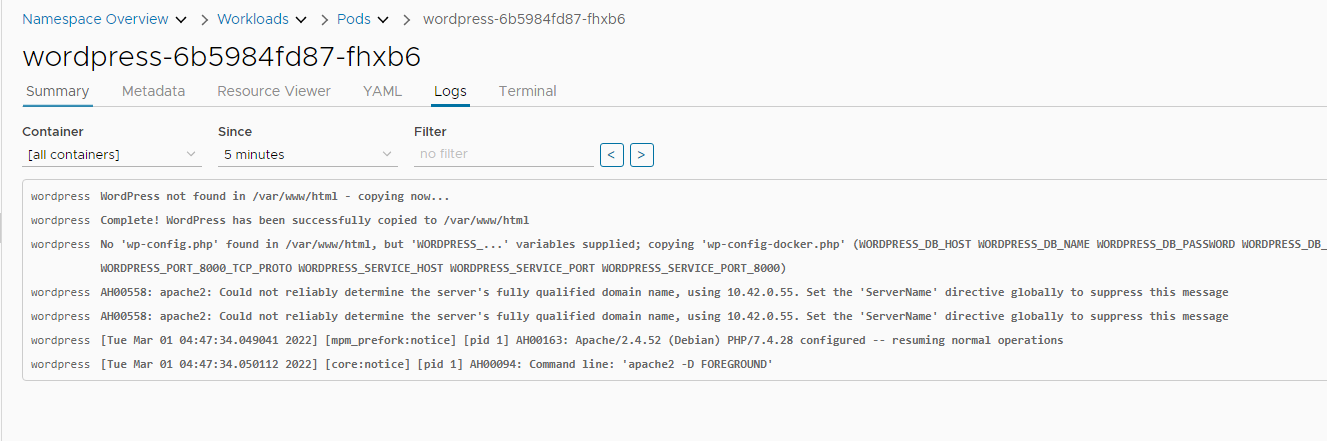 Namespace Overview > Workloads > Pods > wordpress-6b5984fd87-fhxb6
wordpress-6b5984fd87-fhxb6
Summary Metadata Resource Viewer YAML Logs Terminal
Container Since Filter
[all containers] 5 minutes no filter < >
wordpress WordPress not found in /var/www/html - copying now...
wordpress Complete! WordPress has been successfully copied to /var/www/html
wordpress No 'wp-config.php' found in /var/www/html, but 'WORDPRESS_...' variables supplied; copying 'wp-config-docker.php' (WORDPRESS_DB_HOST WORDPRESS_DB_NAME WORDPRESS_DB_PASSWORD WORDPRESS_DB_
WORDPRESS_PORT_8000_TCP_PROTO WORDPRESS_SERVICE_HOST WORDPRESS_SERVICE_PORT WORDPRESS_SERVICE_PORT_8000)
wordpress AH00558: apache2: Could not reliably determine the server's fully qualified domain name, using 10.42.0.55. Set the 'ServerName' directive globally to suppress this message
wordpress AH00558: apache2: Could not reliably determine the server's fully qualified domain name, using 10.42.0.55. Set the 'ServerName' directive globally to suppress this message
wordpress [Tue Mar 01 04:47:34.049041 2022] [mpm_prefork:notice] [pid 1] AH00163: Apache/2.4.52 (Debian) PHP/7.4.28 configured -- resuming normal operations
wordpress [Tue Mar 01 04:47:34.050112 2022] [core:notice] [pid 1] AH00094: Command line: 'apache2 -D FOREGROUND'